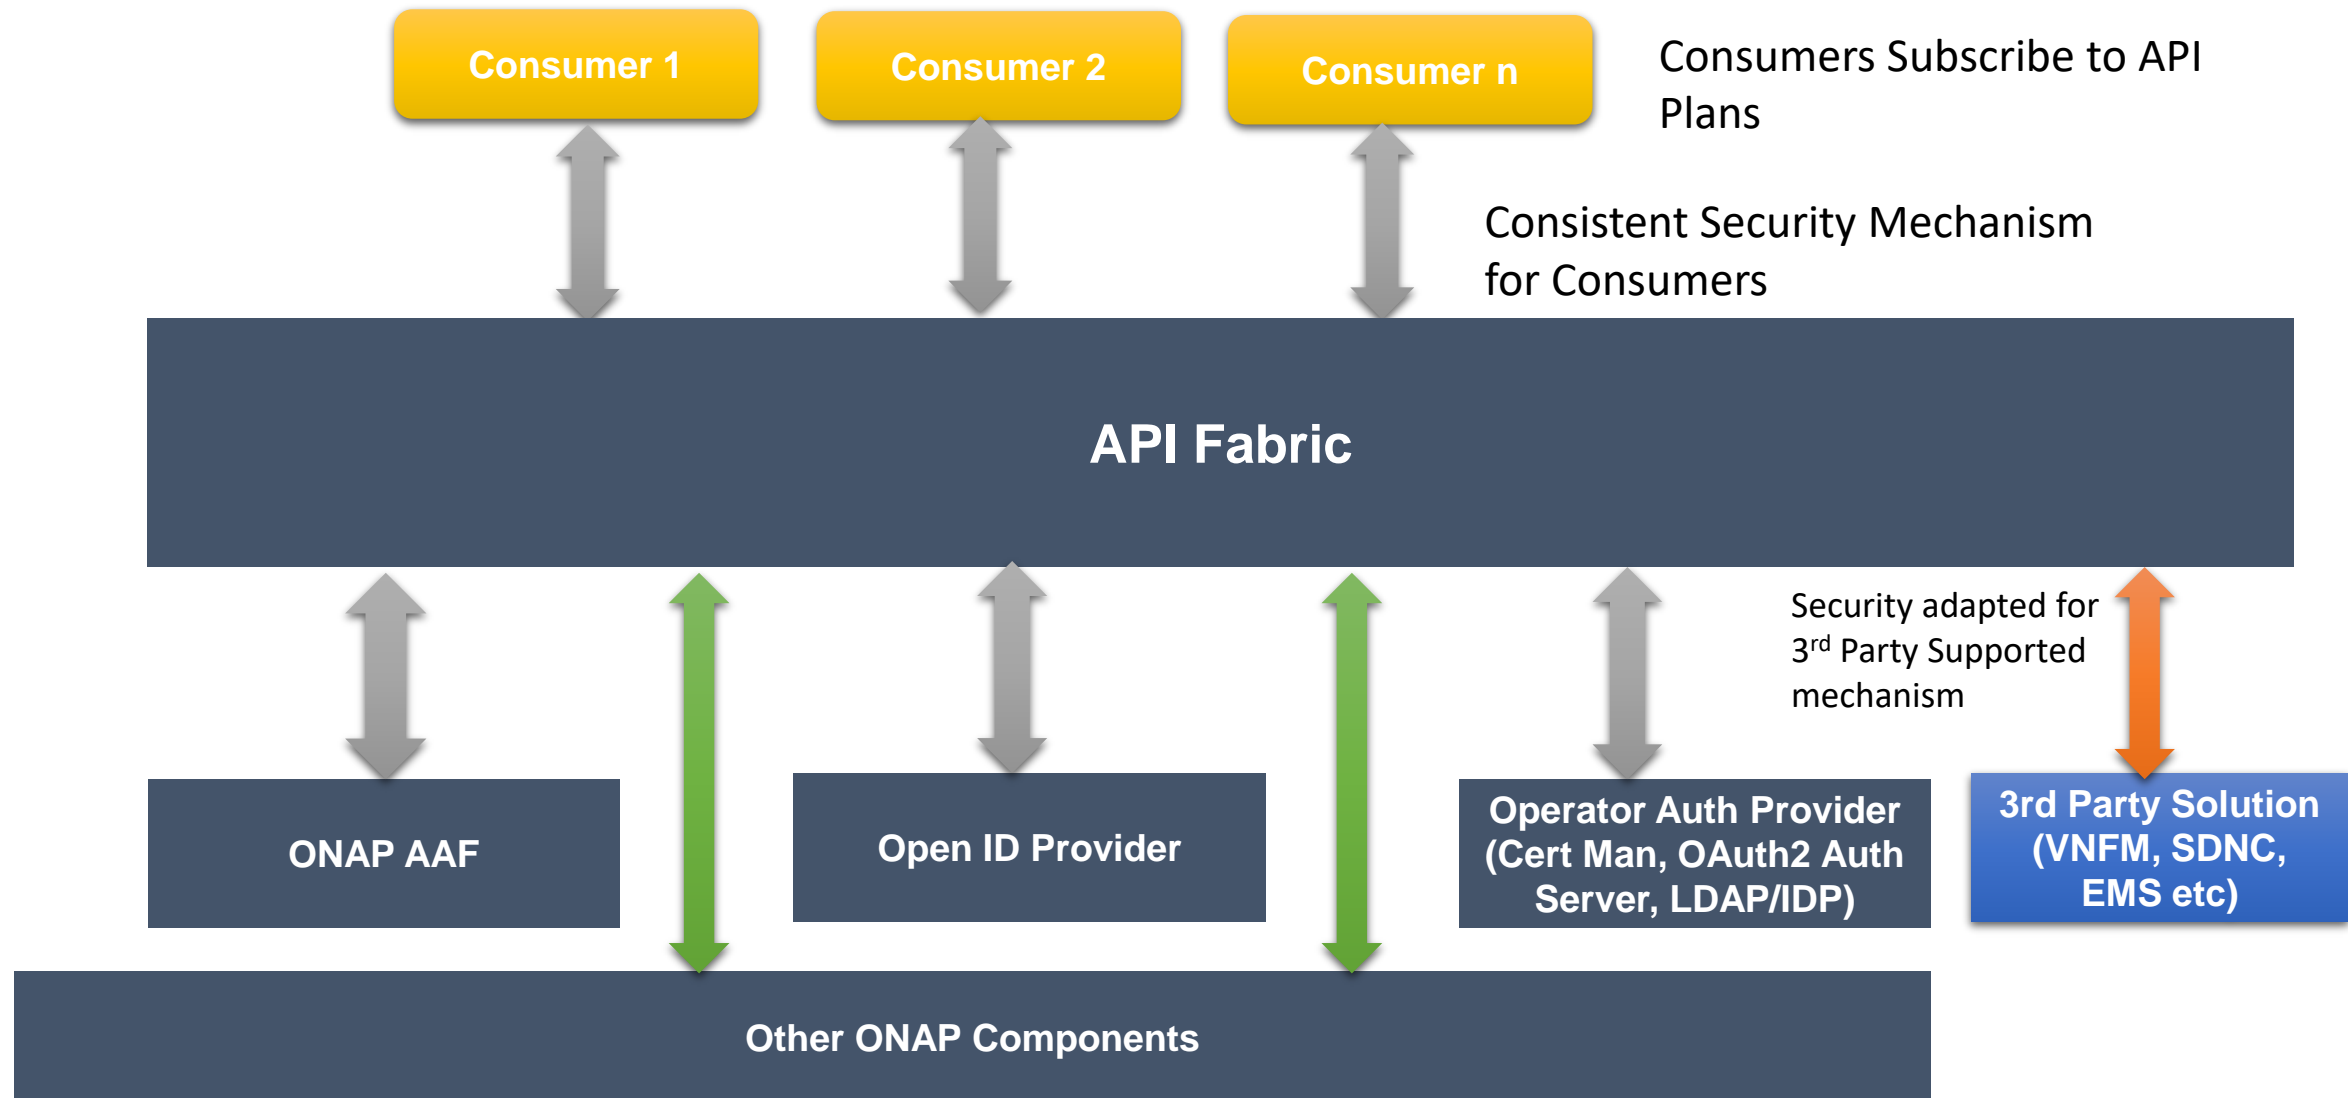 Consumer 1
Consumer 2
Consumer n
Consumers Subscribe to API
Plans
Consistent Security Mechanism
for Consumers
API Fabric
Security adapted for
3rd Party Supported
mechanism
ONAP AAF
Open ID Provider
Operator Auth Provider
(Cert Man, OAuth2 Auth
Server, LDAP/IDP)
3rd Party Solution
(VNFM, SDNC,
EMS etc)
Other ONAP Components